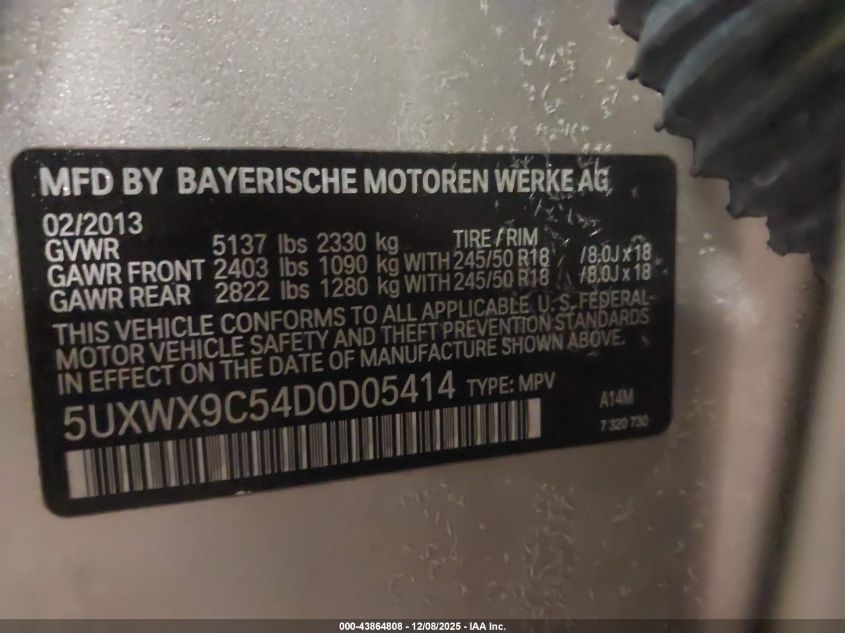 MFD BY BAYERISCHE MOTOREN WERKE AG
02/2013
GVWR 5137 lbs 2330 kg TIRE / RIM
GAWR FRONT 2403 lbs 1090 kg WITH 245/50 R18 / 8.0J x 18
GAWR REAR 2822 lbs 1280 kg WITH 245/50 R18 / 8.0J x 18
THIS VEHICLE CONFORMS TO ALL APPLICABLE U. S. FEDERAL-
MOTOR VEHICLE SAFETY AND THEFT PREVENTION STANDARDS
IN EFFECT ON THE DATE OF MANUFACTURE SHOWN ABOVE.
5UXWX9C54D0D05414 TYPE: MPV
A14M
7 320 730
000-43864808 - 12/08/2025 - IAA Inc.